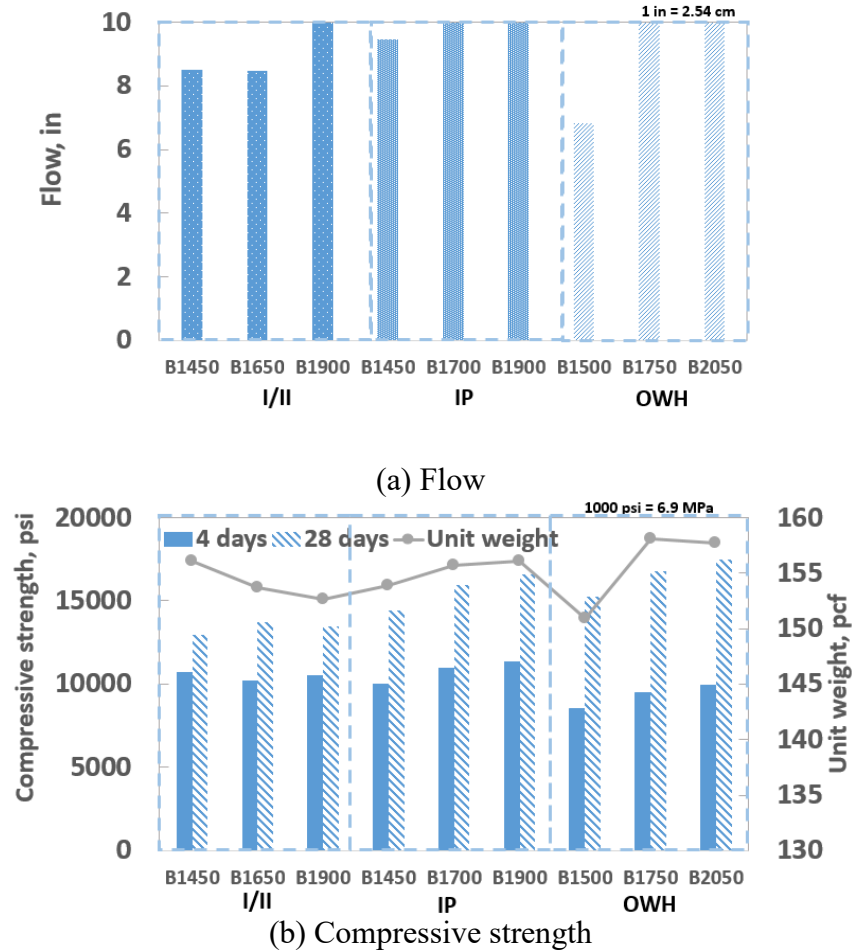 1 in = 2.54 cm
10
8
6
4
2
0
Flow, in
B1450 B1650 B1900 B1450 B1700 B1900 B1500 B1750 B2050
I/II IP OWH
(a) Flow
1000 psi = 6.9 MPa
4 days 28 days Unit weight
20000
15000
10000
5000
0
Compressive strength, psi
160
155
150
145
140
135
130
Unit weight, pcf
B1450 B1650 B1900 B1450 B1700 B1900 B1500 B1750 B2050
I/II IP OWH
(b) Compressive strength